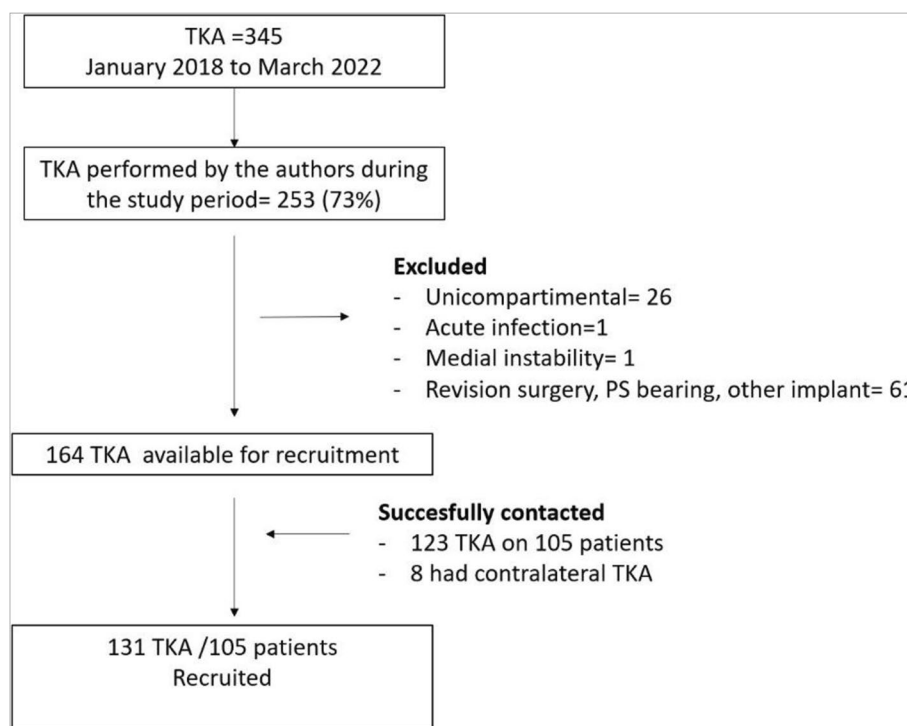 TKA =345
January 2018 to March 2022
TKA performed by the authors during
the study period= 253 (73%)
Excluded
- Unicompartimental= 26
- Acute infection=1
- Medial instability= 1
- Revision surgery, PS bearing, other implant= 61
164 TKA available for recruitment
Succesfully contacted
- 123 TKA on 105 patients
- 8 had contralateral TKA
131 TKA /105 patients
Recruited